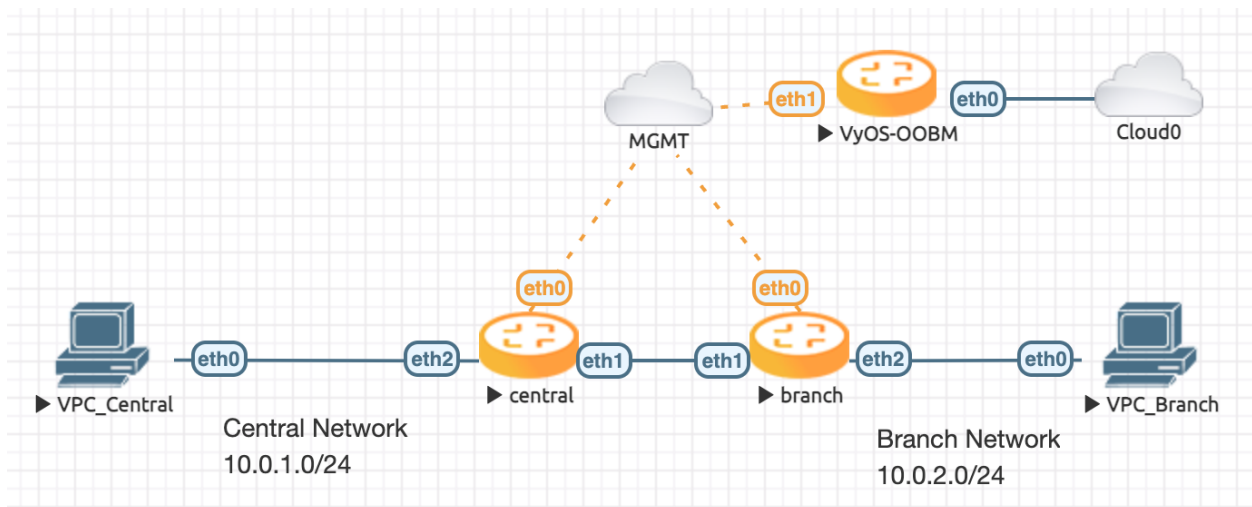 eth1
eth0
MGMT
VyOS-OOBM
Cloud0
eth0
eth0
eth0
eth2
eth1
eth1
eth2
eth0
VPC_Central
central
branch
VPC_Branch
Central Network
10.0.1.0/24
Branch Network
10.0.2.0/24